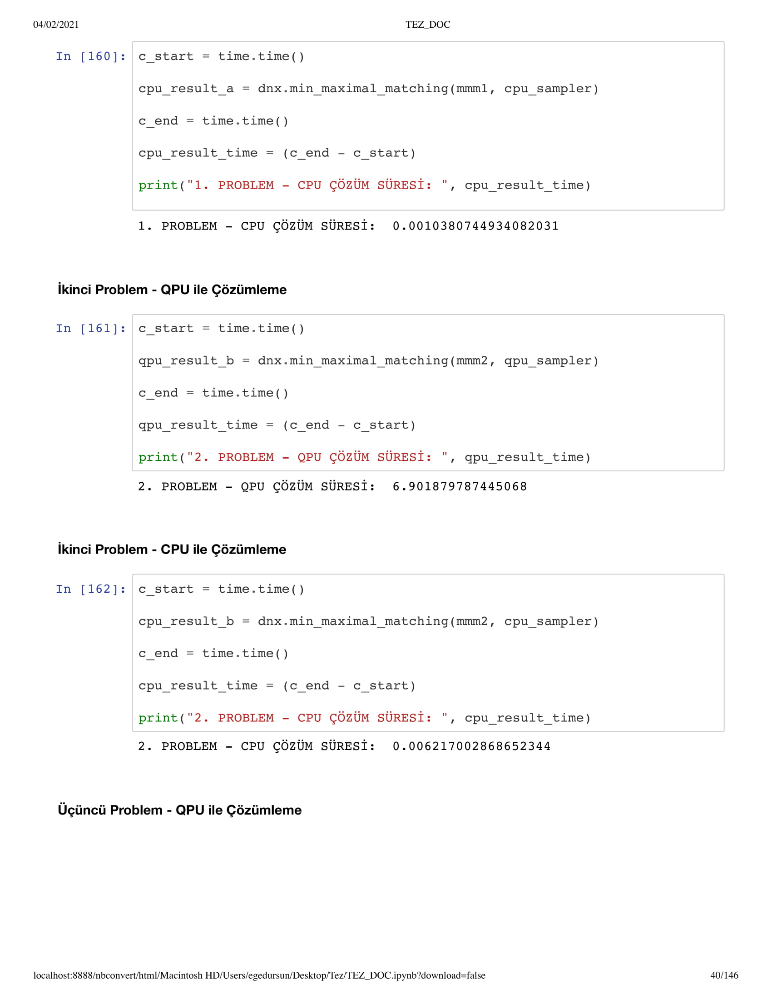 04/02/2021 TEZ_DOC
In [160]: c_start = time.time()
cpu_result_a = dnx.min_maximal_matching(mmm1, cpu_sampler)
c_end = time.time()
cpu_result_time = (c_end - c_start)
print("1. PROBLEM - CPU ÇÖZÜM SÜRESİ: ", cpu_result_time)
1. PROBLEM - CPU ÇÖZÜM SÜRESİ:  0.0010380744934082031
İkinci Problem - QPU ile Çözümleme
In [161]: c_start = time.time()
qpu_result_b = dnx.min_maximal_matching(mmm2, qpu_sampler)
c_end = time.time()
qpu_result_time = (c_end - c_start)
print("2. PROBLEM - QPU ÇÖZÜM SÜRESİ: ", qpu_result_time)
2. PROBLEM - QPU ÇÖZÜM SÜRESİ:  6.901879787445068
İkinci Problem - CPU ile Çözümleme
In [162]: c_start = time.time()
cpu_result_b = dnx.min_maximal_matching(mmm2, cpu_sampler)
c_end = time.time()
cpu_result_time = (c_end - c_start)
print("2. PROBLEM - CPU ÇÖZÜM SÜRESİ: ", cpu_result_time)
2. PROBLEM - CPU ÇÖZÜM SÜRESİ:  0.006217002868652344
Üçüncü Problem - QPU ile Çözümleme
localhost:8888/nbconvert/html/Macintosh HD/Users/egedursun/Desktop/Tez/TEZ_DOC.ipynb?download=false 40/146